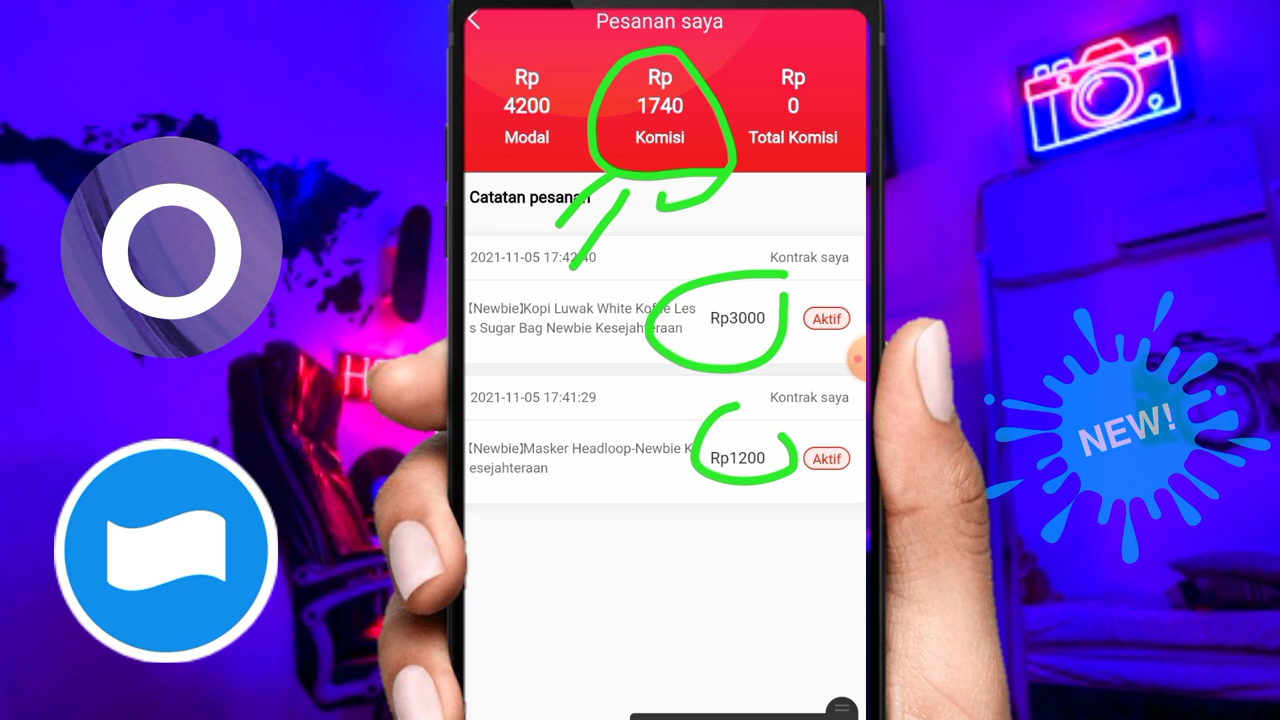 Pesanan saya
Rp
4200
Modal
Rp
1740
Komisi
Rp
0
Total Komisi
Catatan pesanan
2021-11-05 17:42:40
Kontrak saya
【Newbie】Kopi Luwak White Koffie Les
s Sugar Bag Newbie Kesejahteraan
Rp3000
Aktif
2021-11-05 17:41:29
Kontrak saya
【Newbie】Masker Headloop-Newbie K
esejahteraan
Rp1200
Aktif
NEW!